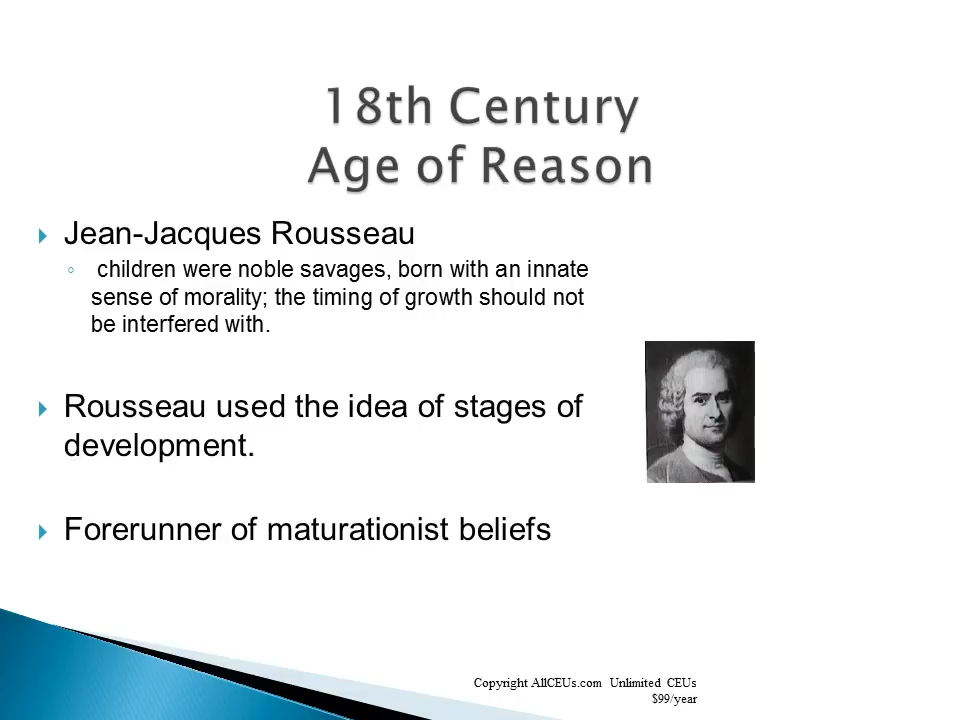 18th Century
Age of Reason
Jean-Jacques Rousseau
children were noble savages, born with an innate
sense of morality; the timing of growth should not
be interfered with.
Rousseau used the idea of stages of
development.
Forerunner of maturationist beliefs
Copyright AllCEUs.com Unlimited CEUs
$99/year